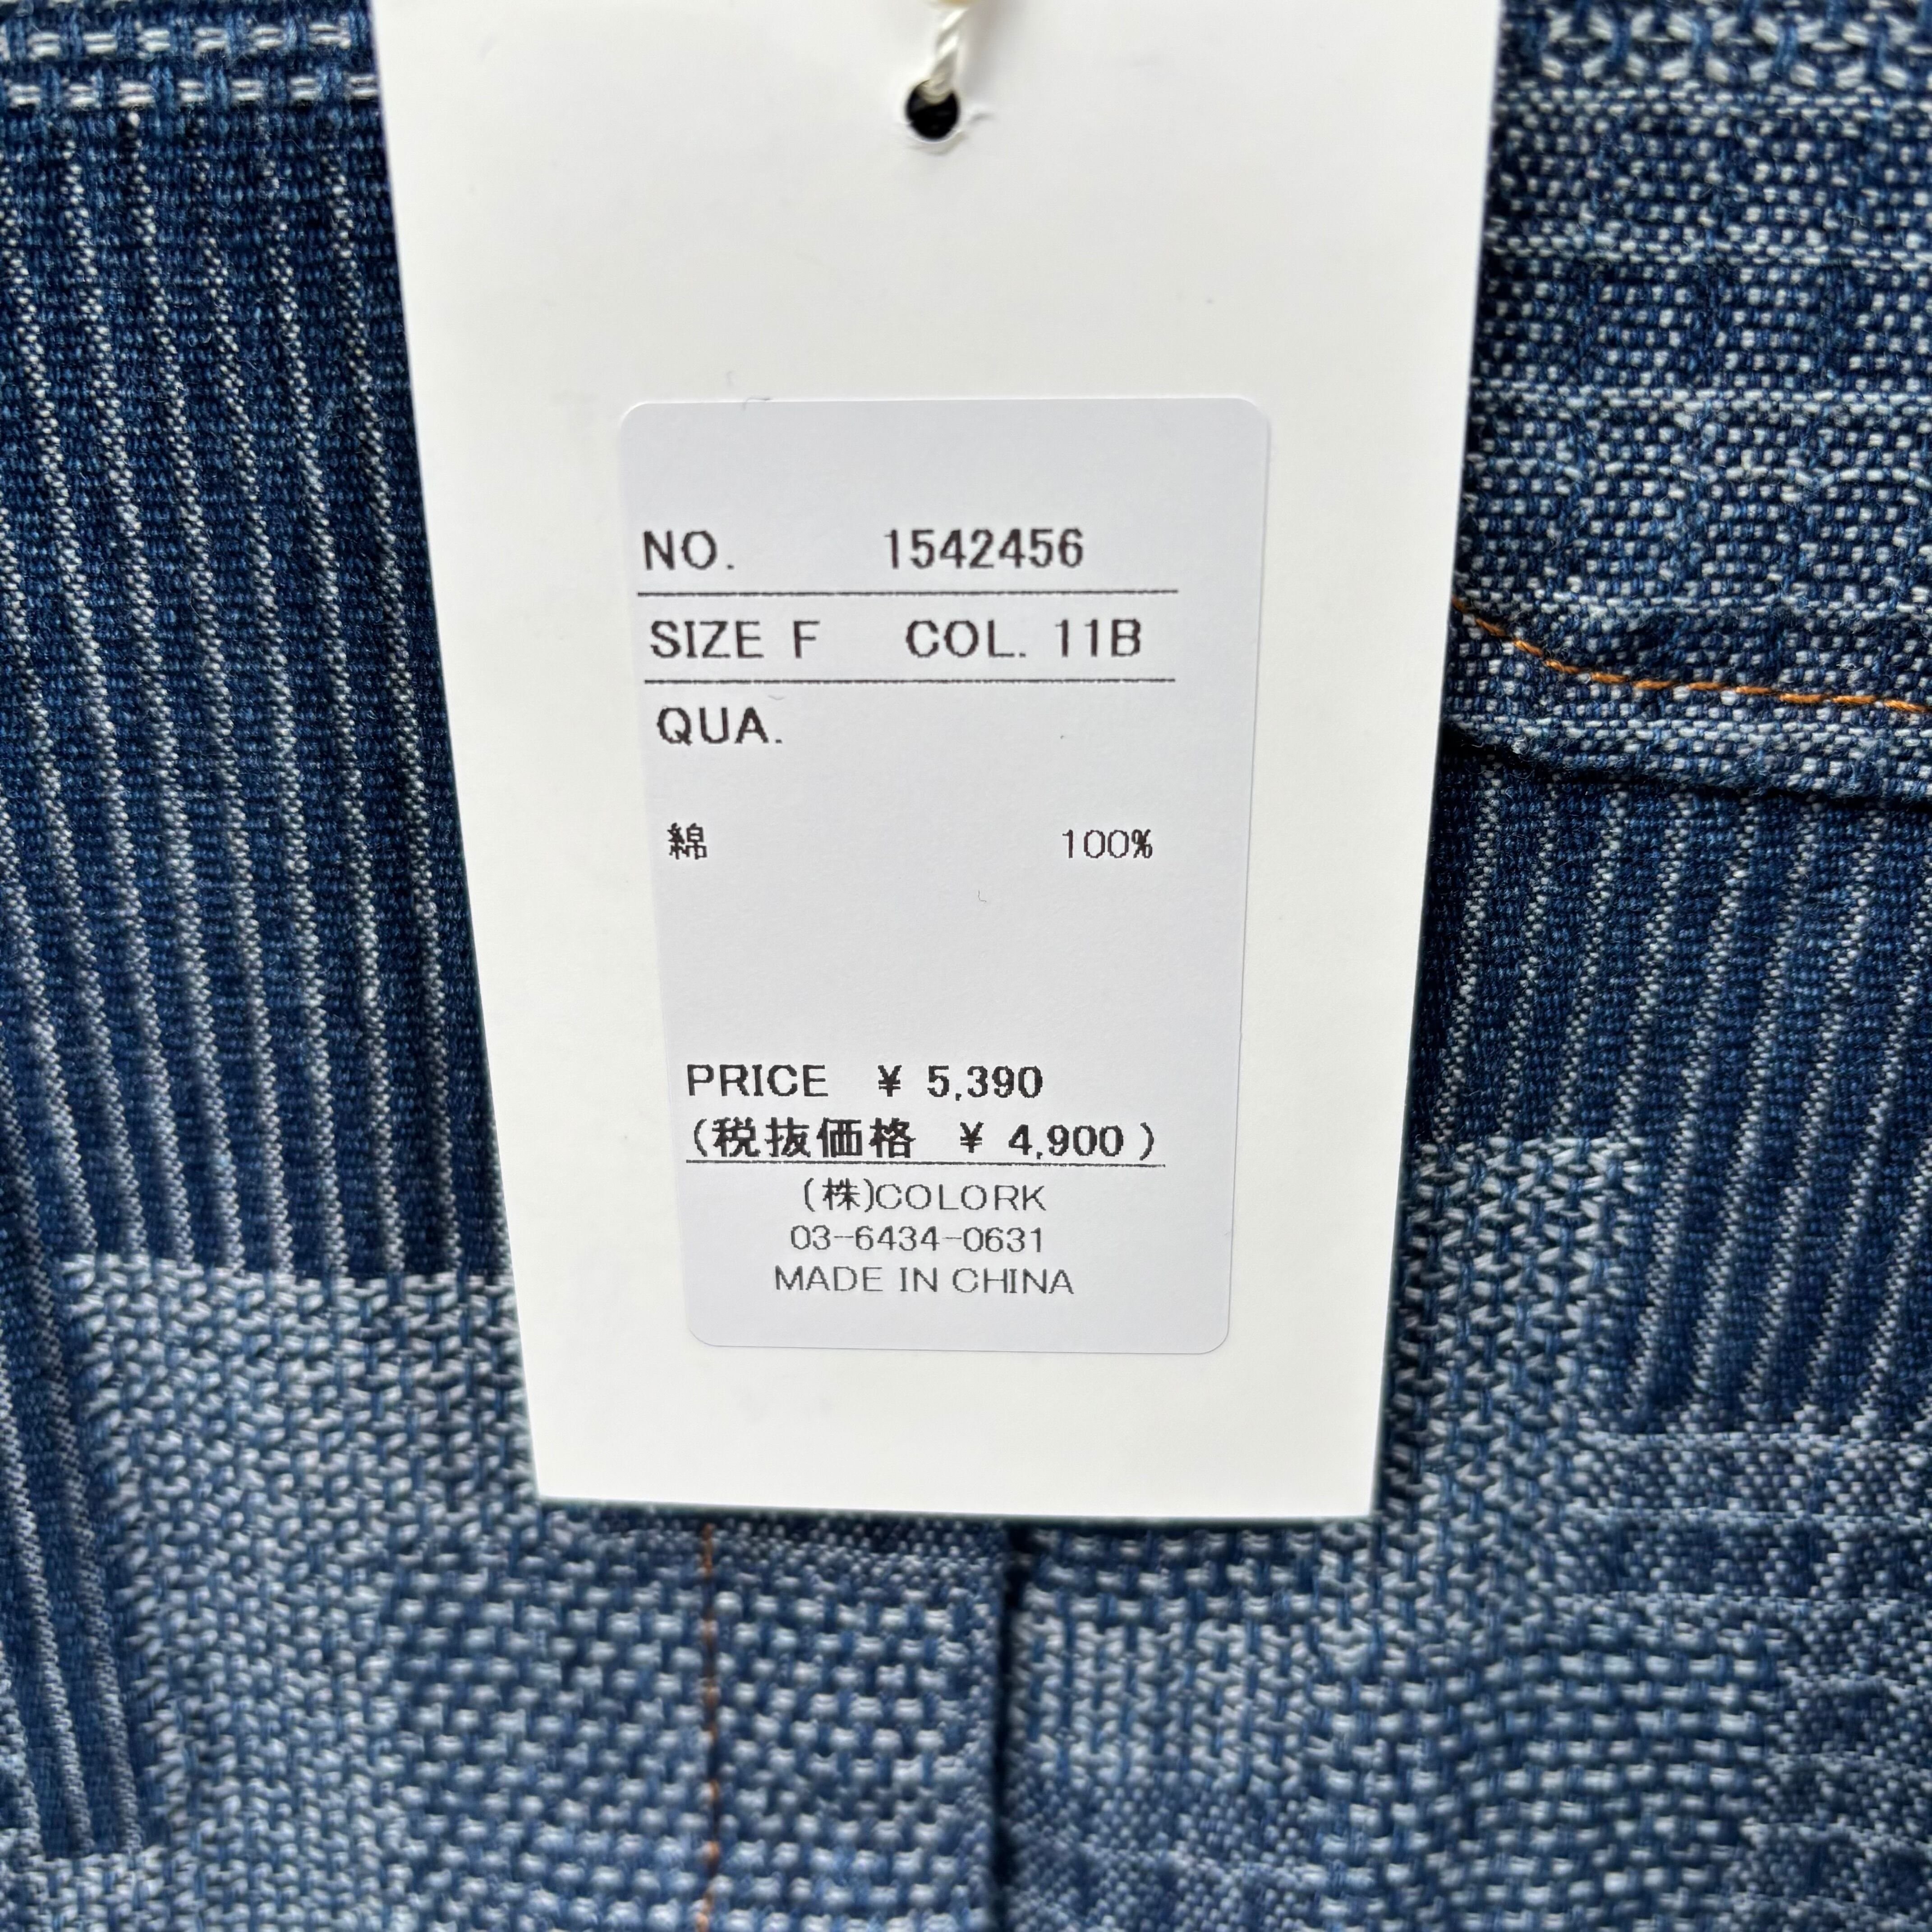 NO. 1542456
SIZE F COL. 11B
QUA.
綿 100%
PRICE ¥ 5,390
(税抜価格 ¥ 4,900)
(株)COLORK
03-6434-0631
MADE IN CHINA